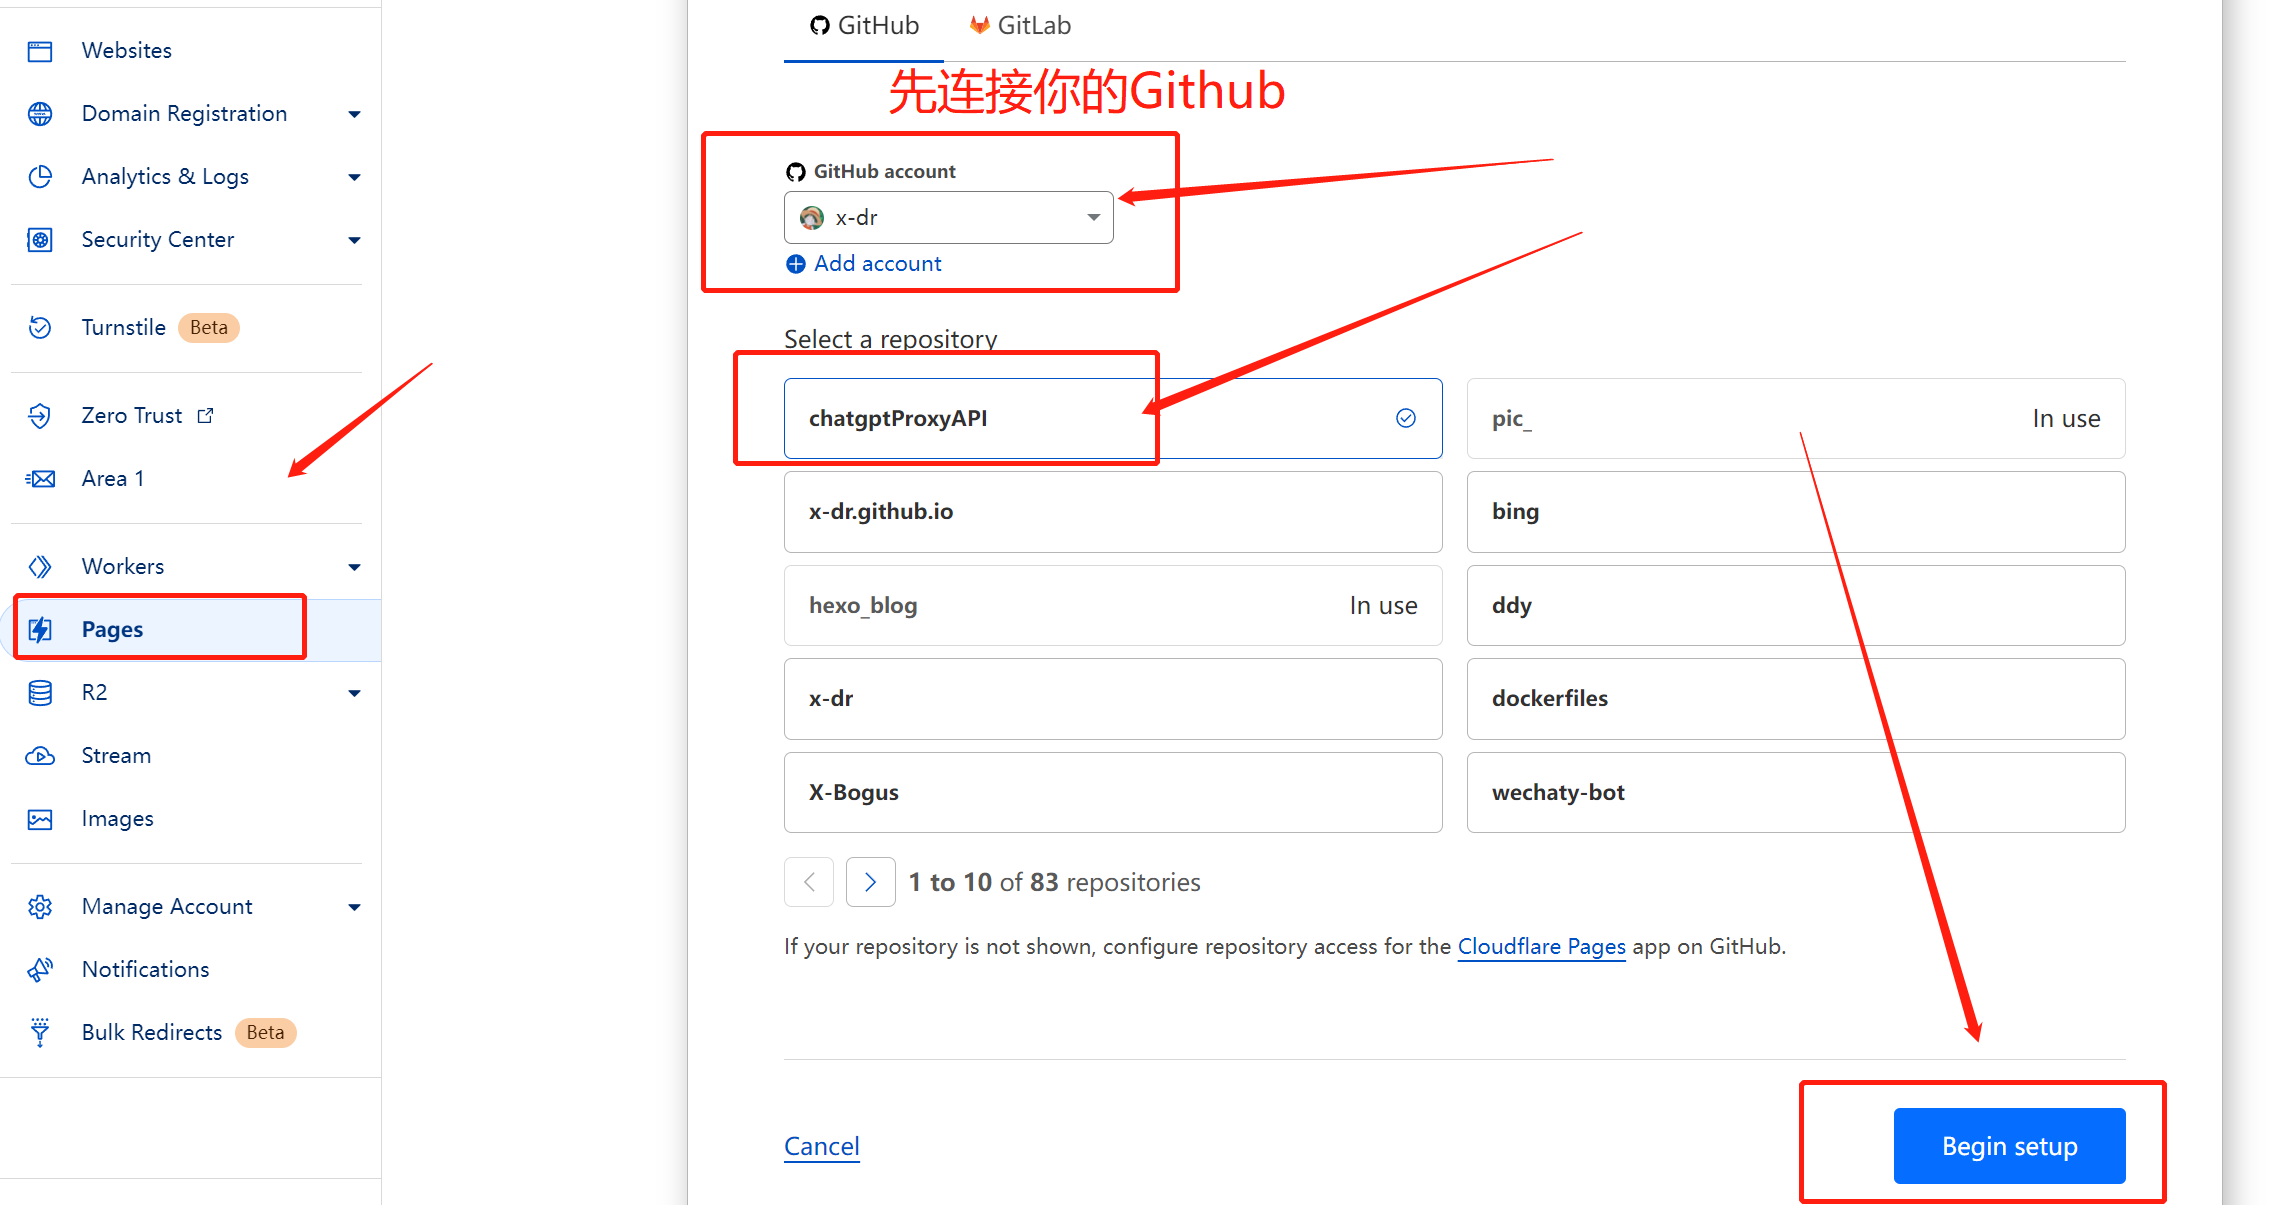 Websites
Domain Registration
Analytics & Logs
Security Center
Turnstile Beta
Zero Trust
Area 1
Workers
Pages
R2
Stream
Images
Manage Account
Notifications
Bulk Redirects Beta
GitHub GitLab
先连接你的Github
GitHub account
x-dr
Add account
Select a repository
chatgptProxyAPI
pic_ In use
x-dr.github.io
bing
hexo_blog In use
ddy
x-dr
dockerfiles
X-Bogus
wechaty-bot
1 to 10 of 83 repositories
If your repository is not shown, configure repository access for the Cloudflare Pages app on GitHub.
Cancel
Begin setup